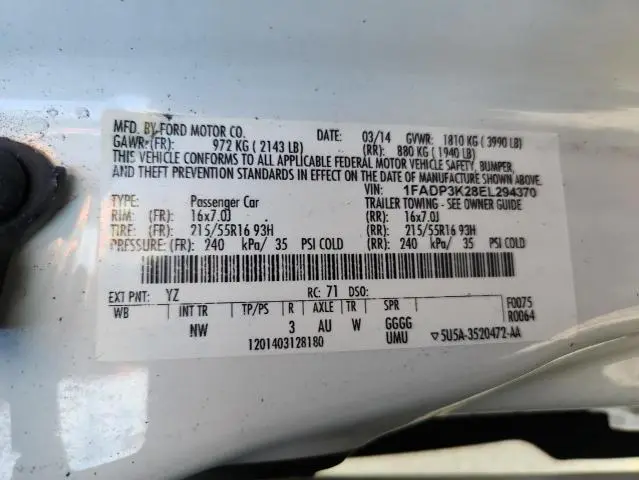 MFD. BY FORD MOTOR CO. DATE: 03/14 GVWR: 1810 KG (3990 LB)
GAWR: (FR): 972 KG (2143 LB) (RR): 880 KG (1940 LB)
THIS VEHICLE CONFORMS TO ALL APPLICABLE FEDERAL MOTOR VEHICLE SAFETY, BUMPER,
AND THEFT PREVENTION STANDARDS IN EFFECT ON THE DATE OF MANUFACTURE SHOWN ABOVE.
VIN: 1FADP3K28EL294370
TYPE: Passenger Car TRAILER TOWING - SEE OWNER GUIDE
RIM: (FR): 16x7.0J (RR): 16x7.0J
TIRE: (FR): 215/55R16 93H (RR): 215/55R16 93H
PRESSURE: (FR): 240 kPa/ 35 PSI COLD (RR): 240 kPa/ 35 PSI COLD
EXT PNT: YZ RC: 71 DSO: F0075
WB INT TR TP/PS R AXLE TR SPR R0064
NW 3 AU W GGGG
1201403128180 UMU ▽5U5A-3520472-AA